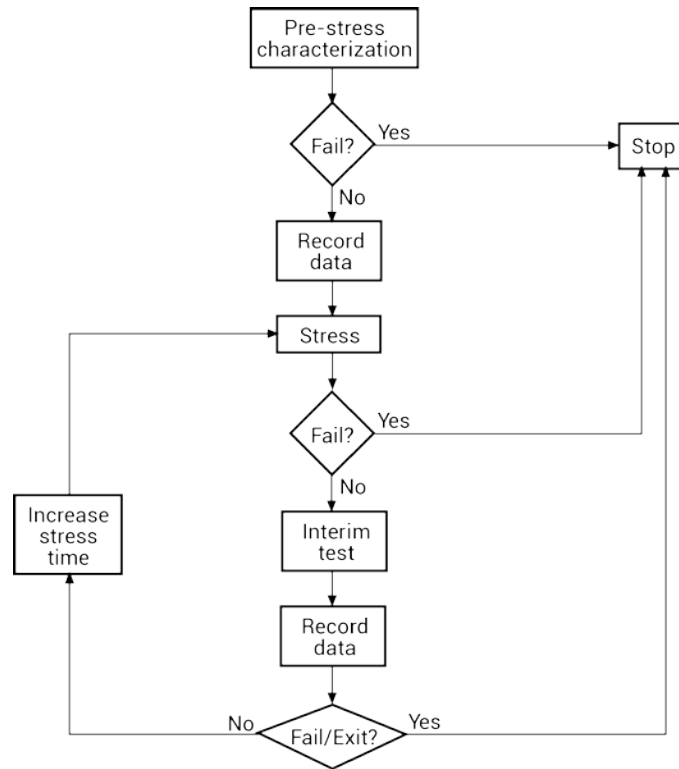 Pre-stress
characterization
Fail?
Yes
Stop
No
Record
data
Stress
Fail?
Yes
No
Increase
stress
time
Interim
test
Record
data
No
Fail/Exit?
Yes